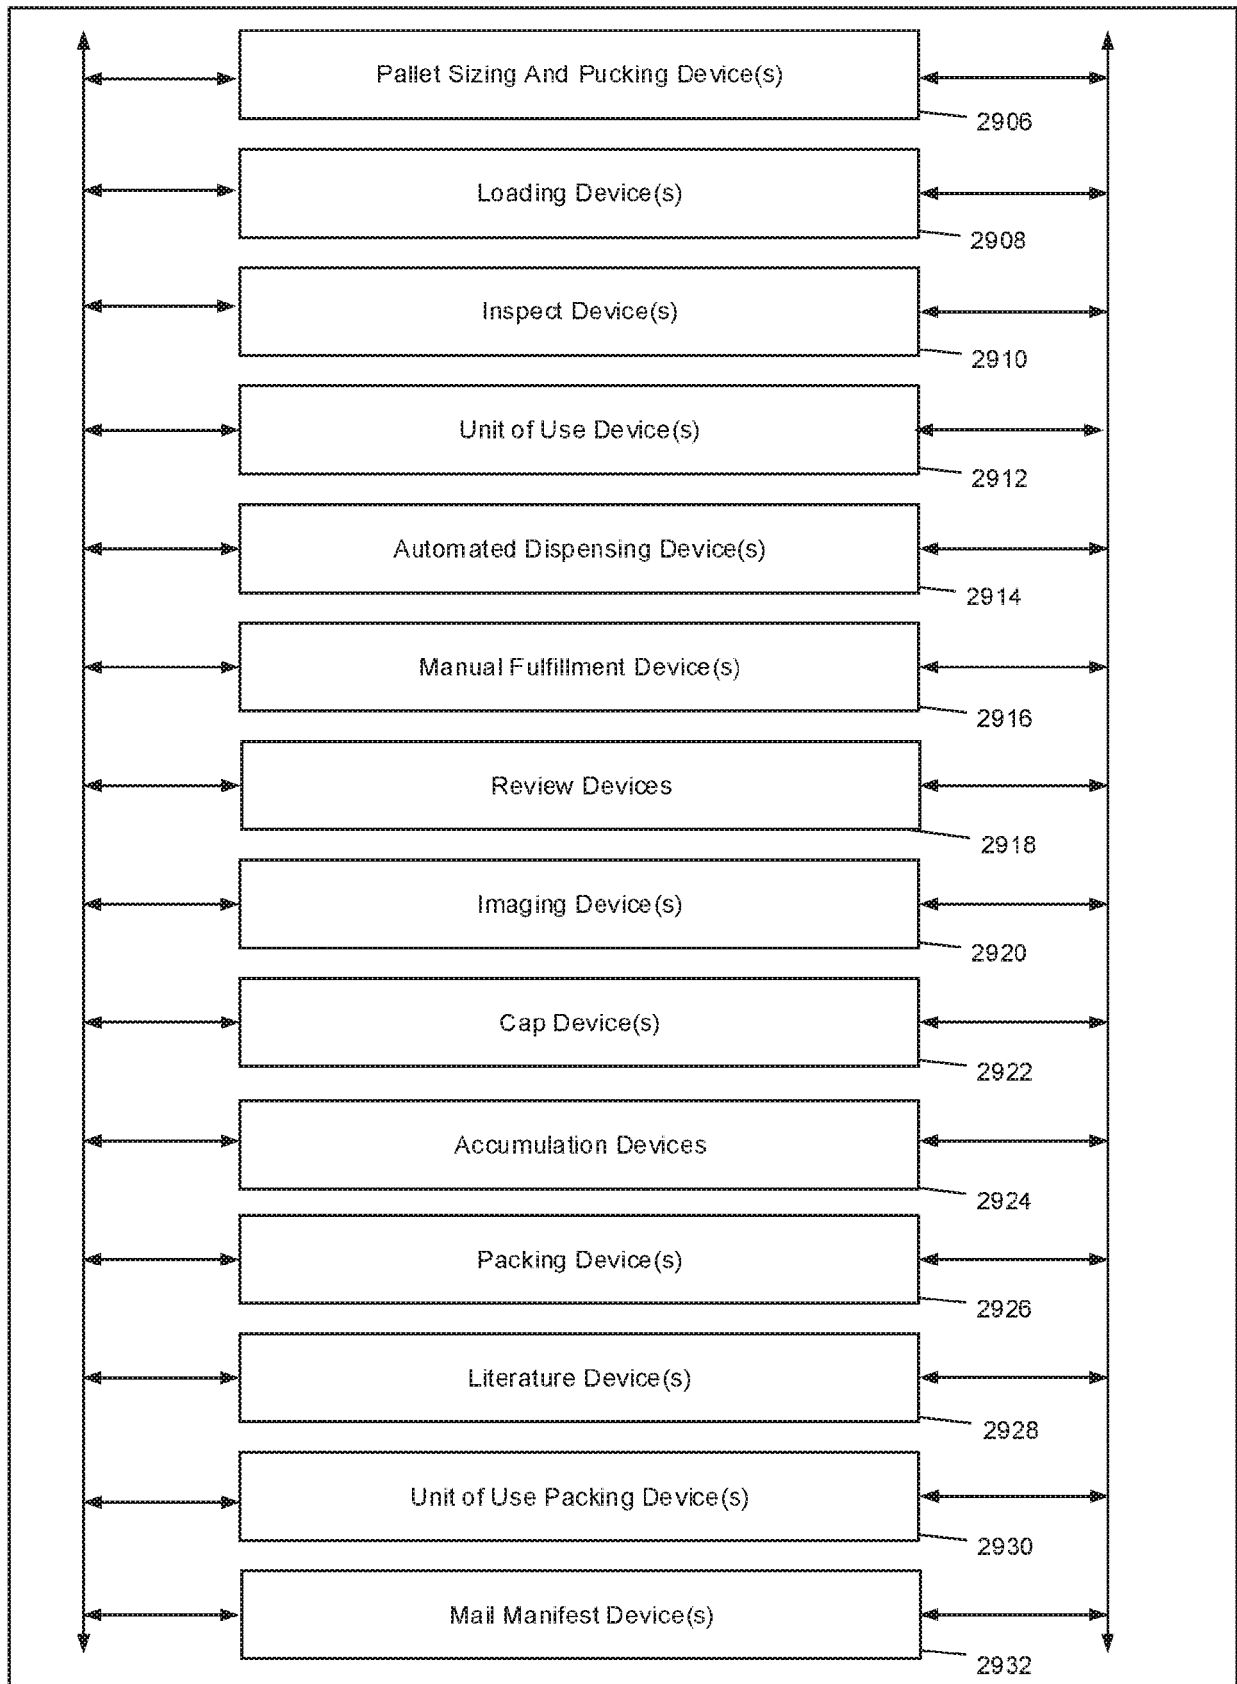 Pallet Sizing And Pucking Device(s)
2906
Loading Device(s)
2908
Inspect Device(s)
2910
Unit of Use Device(s)
2912
Automated Dispensing Device(s)
2914
Manual Fulfillment Device(s)
2916
Review Devices
2918
Imaging Device(s)
2920
Cap Device(s)
2922
Accumulation Devices
2924
Packing Device(s)
2926
Literature Device(s)
2928
Unit of Use Packing Device(s)
2930
Mail Manifest Device(s)
2932